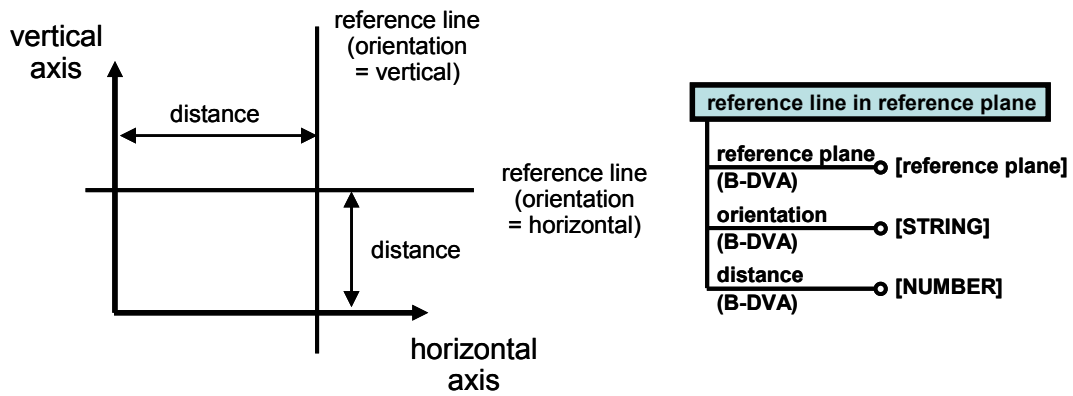 vertical
axis
reference line
(orientation
= vertical)
distance
reference line
(orientation
= horizontal)
distance
horizontal
axis
reference line in reference plane
reference plane
(B-DVA)
[reference plane]
orientation
(B-DVA)
[STRING]
distance
(B-DVA)
[NUMBER]